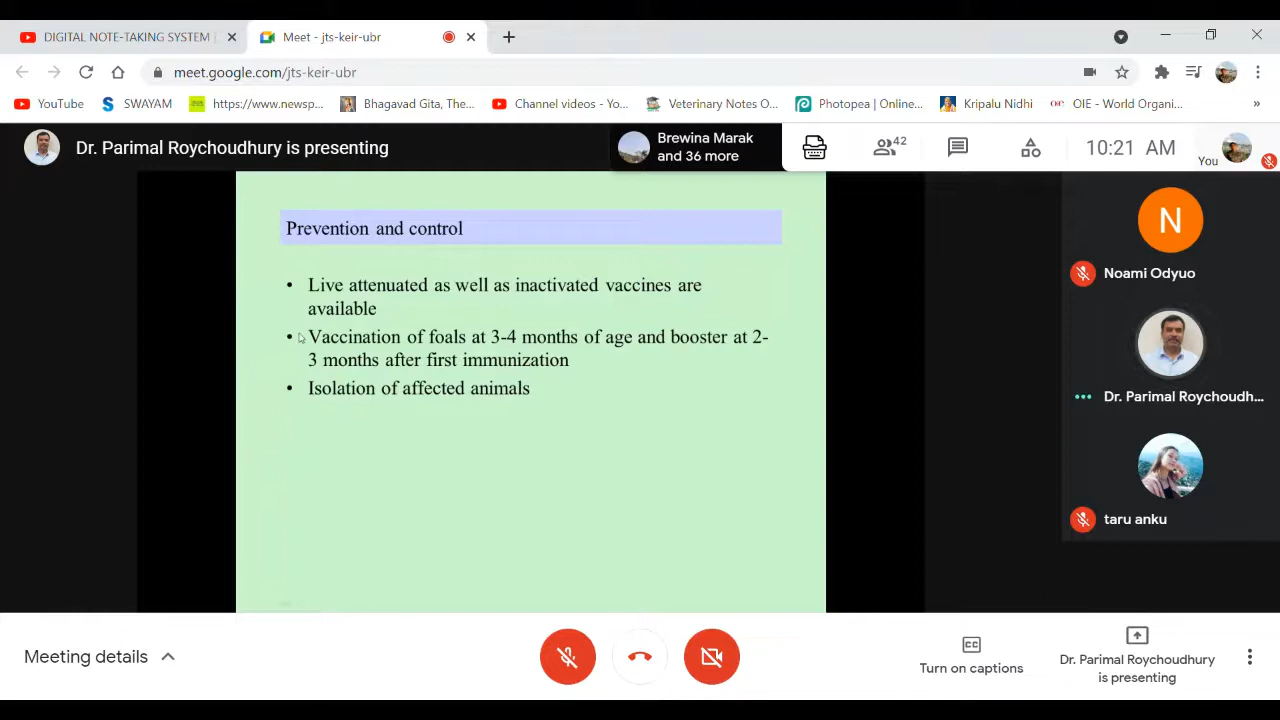 DIGITAL NOTE-TAKING SYSTEM
Meet - jts-keir-ubr
meet.google.com/jts-keir-ubr
YouTube
SWAYAM
https://www.newsp...
Bhagavad Gita, The...
Channel videos - Yo...
Veterinary Notes O...
Photopea | Online...
Kripalu Nidhi
OIE - World Organi...
»
Dr. Parimal Roychoudhury is presenting
Brewina Marak
and 36 more
42
10:21 AM
You
Prevention and control
• Live attenuated as well as inactivated vaccines are
available
• Vaccination of foals at 3-4 months of age and booster at 2-
3 months after first immunization
• Isolation of affected animals
N
Noami Odyuo
Dr. Parimal Roychoudh...
taru anku
Meeting details
Turn on captions
Dr. Parimal Roychoudhury
is presenting